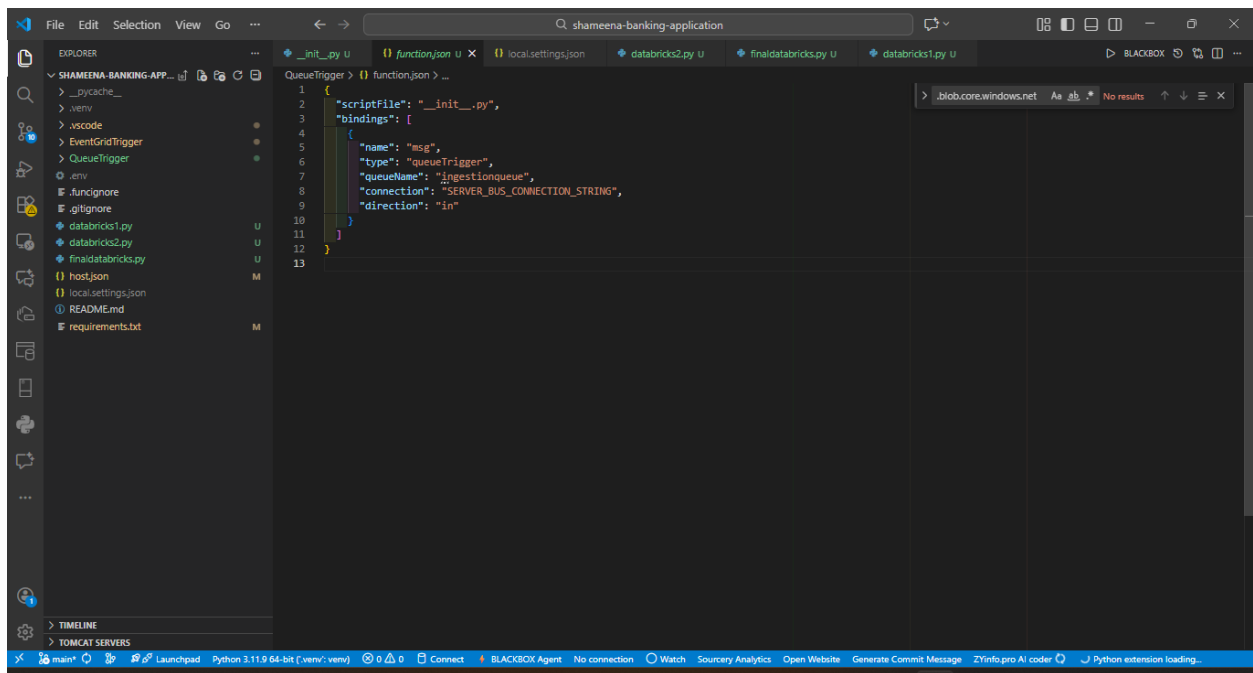 File Edit Selection View Go ··· shameena-banking-application
EXPLORER ···
SHAMEENA-BANKING-APP...
__pycache__
.venv
.vscode
EventGridTrigger
QueueTrigger
.env
.funcignore
.gitignore
databricks1.py U
databricks2.py U
finaldatabricks.py U
host.json M
local.settings.json
README.md
requirements.txt M
TIMELINE
TOMCAT SERVERS
__init__.py U {} function.json U {} local.settings.json databricks2.py U finaldatabricks.py U databricks1.py U BLACKBOX
QueueTrigger > {} function.json > ...
.blob.core.windows.net Aa ab .* No results
1 {
2 "scriptFile": "__init__.py",
3 "bindings": [
4 {
5 "name": "msg",
6 "type": "queueTrigger",
7 "queueName": "ingestionqueue",
8 "connection": "SERVER_BUS_CONNECTION_STRING",
9 "direction": "in"
10 }
11 ]
12 }
13
10
1
main* Launchpad Python 3.11.9 64-bit ('.venv': venv) 0 0 Connect BLACKBOX Agent No connection Watch Sourcery Analytics Open Website Generate Commit Message ZYinfo.pro AI coder Python extension loading...